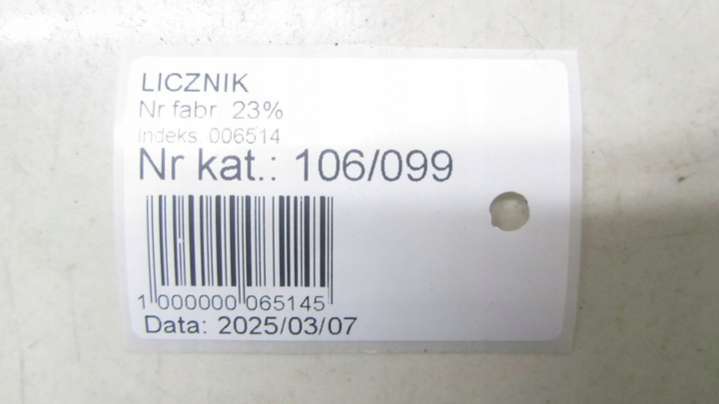 LICZNIK
Nr fabr. 23%
Indeks. 006514
Nr kat.: 106/099
1 000000 065145
Data: 2025/03/07